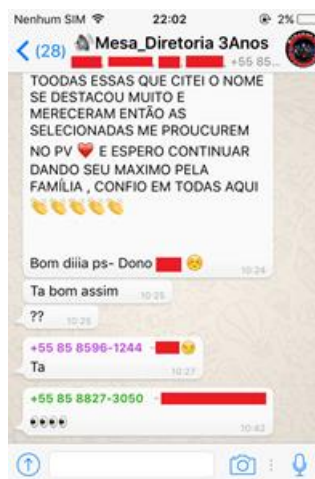 Nenhum SIM 22:02 2%
(28) Mesa_Diretoria 3Anos
+55 85...
TOODAS ESSAS QUE CITEI O NOME
SE DESTACOU MUITO E
MERECERAM ENTÃO AS
SELECIONADAS ME PROUCUREM
NO PV ❤️ E ESPERO CONTINUAR
DANDO SEU MAXIMO PELA
FAMÍLIA , CONFIO EM TODAS AQUI
👏👏👏👏👏
Bom diiia ps- Dono
10:24
Ta bom assim 10:25
?? 10:25
+55 85 8596-1244 -
Ta 10:27
+55 85 8827-3050 -
👀👀
10:42